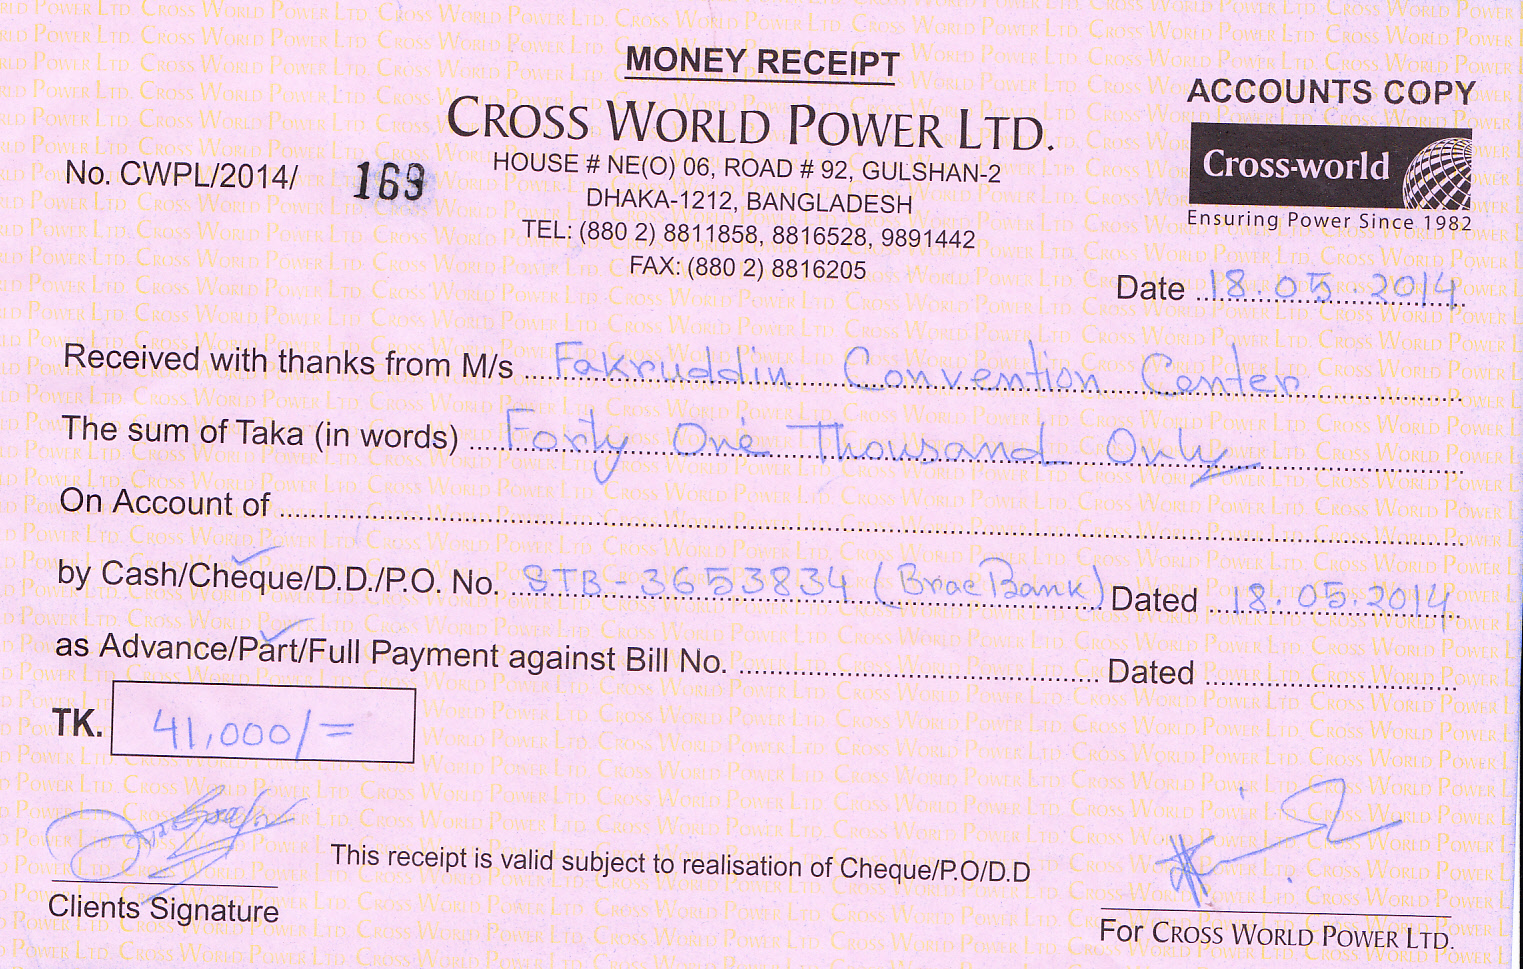 MONEY RECEIPT
ACCOUNTS COPY
CROSS WORLD POWER LTD.
Cross-world
Ensuring Power Since 1982
No. CWPL/2014/ 169
HOUSE # NE(O) 06, ROAD # 92, GULSHAN-2
DHAKA-1212, BANGLADESH
TEL: (880 2) 8811858, 8816528, 9891442
FAX: (880 2) 8816205
Date 18.05.2014
Received with thanks from M/s Fakruddin Convention Center
The sum of Taka (in words) Forty One Thousand Only
On Account of
by Cash/Cheque/D.D./P.O. No. STB-3653834 (Brac Bank) Dated 18.05.2014
as Advance/Part/Full Payment against Bill No. Dated
TK. 41,000/=
This receipt is valid subject to realisation of Cheque/P.O/D.D
Clients Signature
For CROSS WORLD POWER LTD.